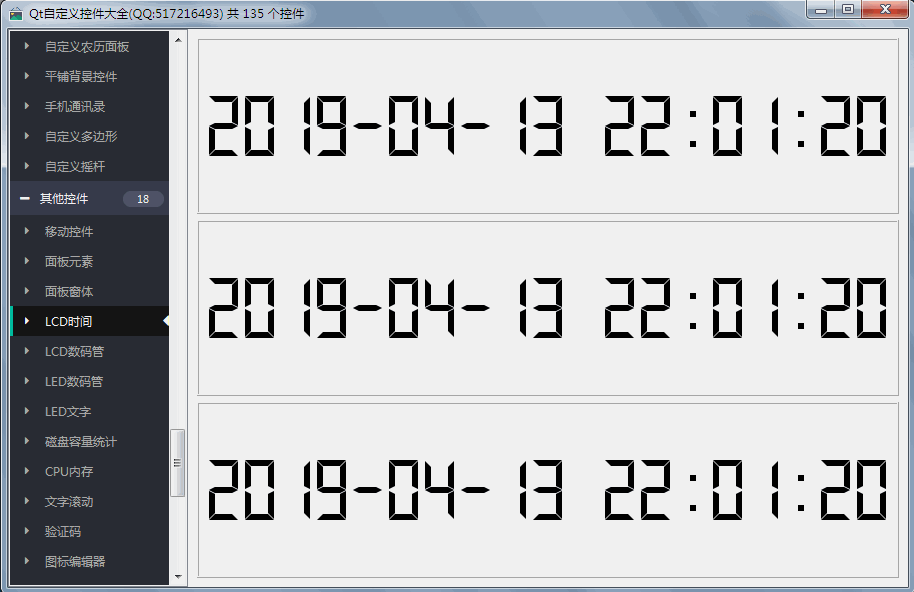 Qt自定义控件大全(QQ:517216493) 共 135 个控件
自定义农历面板
平铺背景控件
手机通讯录
自定义多边形
自定义摇杆
其他控件 18
移动控件
面板元素
面板窗体
LCD时间
LCD数码管
LED数码管
LED文字
磁盘容量统计
CPU内存
文字滚动
验证码
图标编辑器
2019-04-13 22:01:20
2019-04-13 22:01:20
2019-04-13 22:01:20